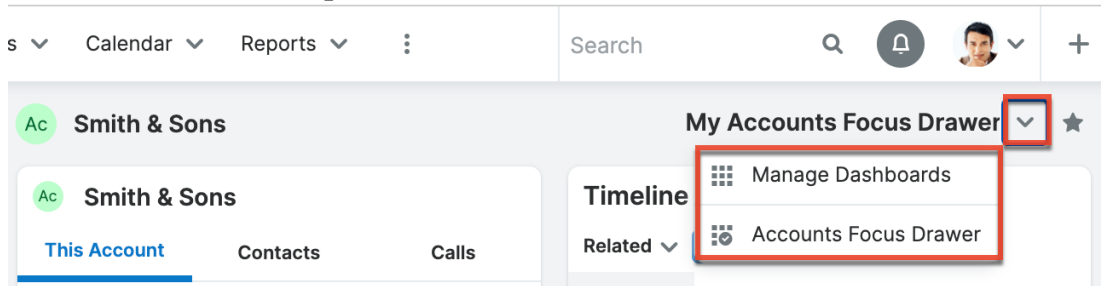 s Calendar Reports Search
Ac Smith & Sons My Accounts Focus Drawer
Manage Dashboards
Accounts Focus Drawer
Ac Smith & Sons
This Account Contacts Calls
Timeline
Related